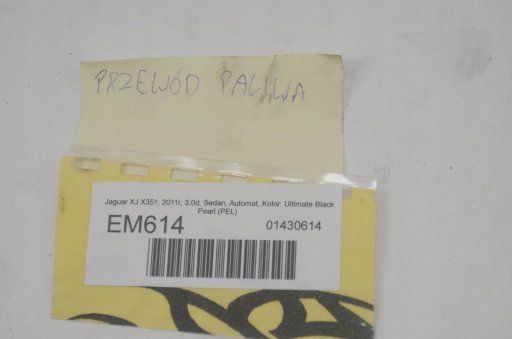 PRZEWÓD PALIWA
Jaguar XJ X351, 2011r, 3.0d, Sedan, Automat, Kolor: Ultimate Black
Pearl (PEL)
EM614
01430614